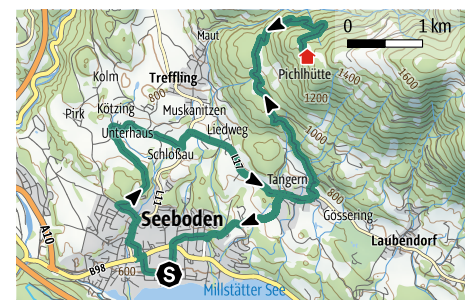 0 1 km
Maut
Kolm
Treffling
Pichlhütte
1400
1600
800
1200
Kötzing
Pirk
Muskanitzen
Liedweg
Unterhaus
1000
Schloßau
L17
Tangern
L17
800
Seeboden
Gössering
A10
Laubendorf
B98
600
S
Millstätter See